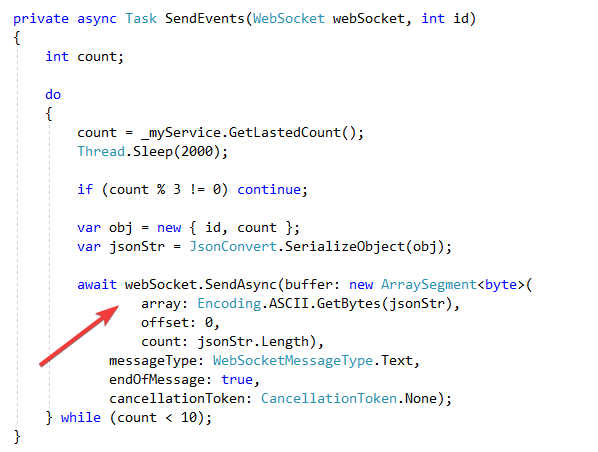 private async Task SendEvents(WebSocket webSocket, int id)
{
    int count;

    do
    {
        count = _myService.GetLastedCount();
        Thread.Sleep(2000);

        if (count % 3 != 0) continue;

        var obj = new { id, count };
        var jsonStr = JsonConvert.SerializeObject(obj);

        await webSocket.SendAsync(buffer: new ArraySegment<byte>(
                array: Encoding.ASCII.GetBytes(jsonStr),
                offset: 0,
                count: jsonStr.Length),
            messageType: WebSocketMessageType.Text,
            endOfMessage: true,
            cancellationToken: CancellationToken.None);
    } while (count < 10);
}